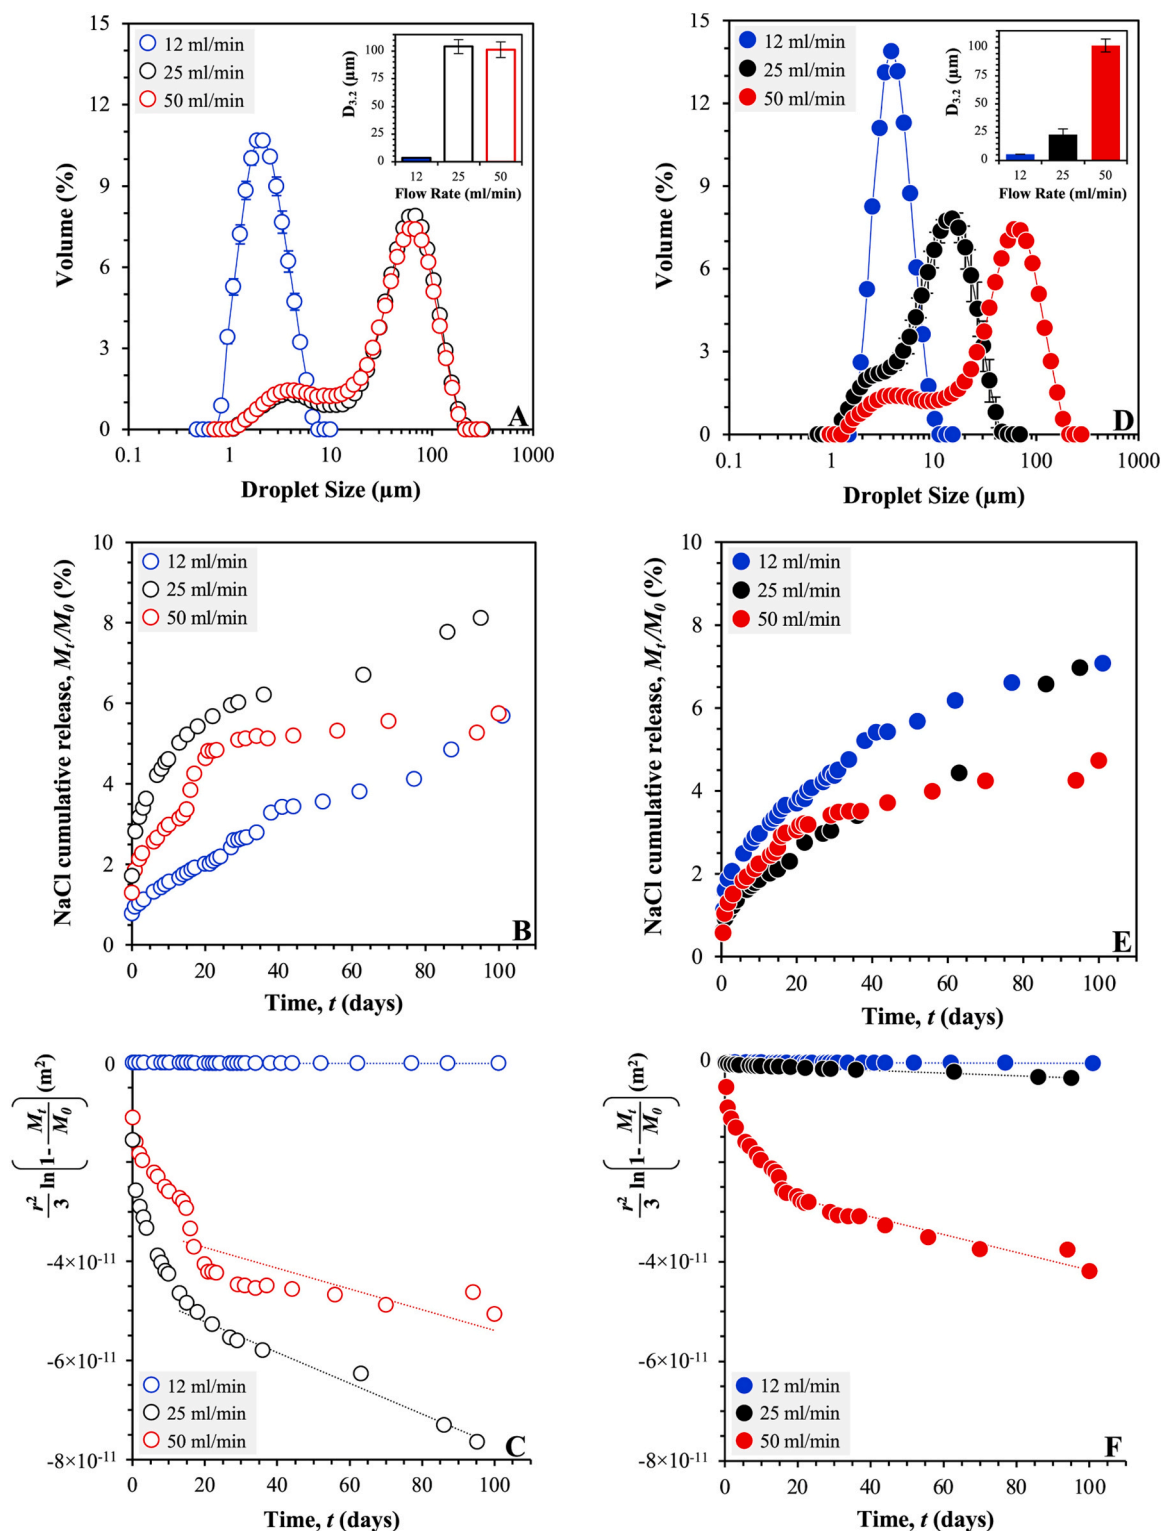 15
12
9
6
3
0
Volume (%)
12 ml/min
25 ml/min
50 ml/min
D3,2 (µm)
100
75
50
25
0
12 25 50
Flow Rate (ml/min)
A
0.1 1 10 100 1000
Droplet Size (µm)
15
12
9
6
3
0
Volume (%)
12 ml/min
25 ml/min
50 ml/min
D3,2 (µm)
100
75
50
25
0
12 25 50
Flow Rate (ml/min)
D
0.1 1 10 100 1000
Droplet Size (µm)
10
8
6
4
2
0
NaCl cumulative release, Mt/M0 (%)
12 ml/min
25 ml/min
50 ml/min
B
0 20 40 60 80 100
Time, t (days)
10
8
6
4
2
0
NaCl cumulative release, Mt/M0 (%)
12 ml/min
25 ml/min
50 ml/min
E
0 20 40 60 80 100
Time, t (days)
0
-4×10⁻¹¹
-6×10⁻¹¹
-8×10⁻¹¹
r²/3 ln(1-Mt/M0) (m²)
12 ml/min
25 ml/min
50 ml/min
C
0 20 40 60 80 100
Time, t (days)
0
-4×10⁻¹¹
-6×10⁻¹¹
-8×10⁻¹¹
r²/3 ln(1-Mt/M0) (m²)
12 ml/min
25 ml/min
50 ml/min
F
0 20 40 60 80 100
Time, t (days)